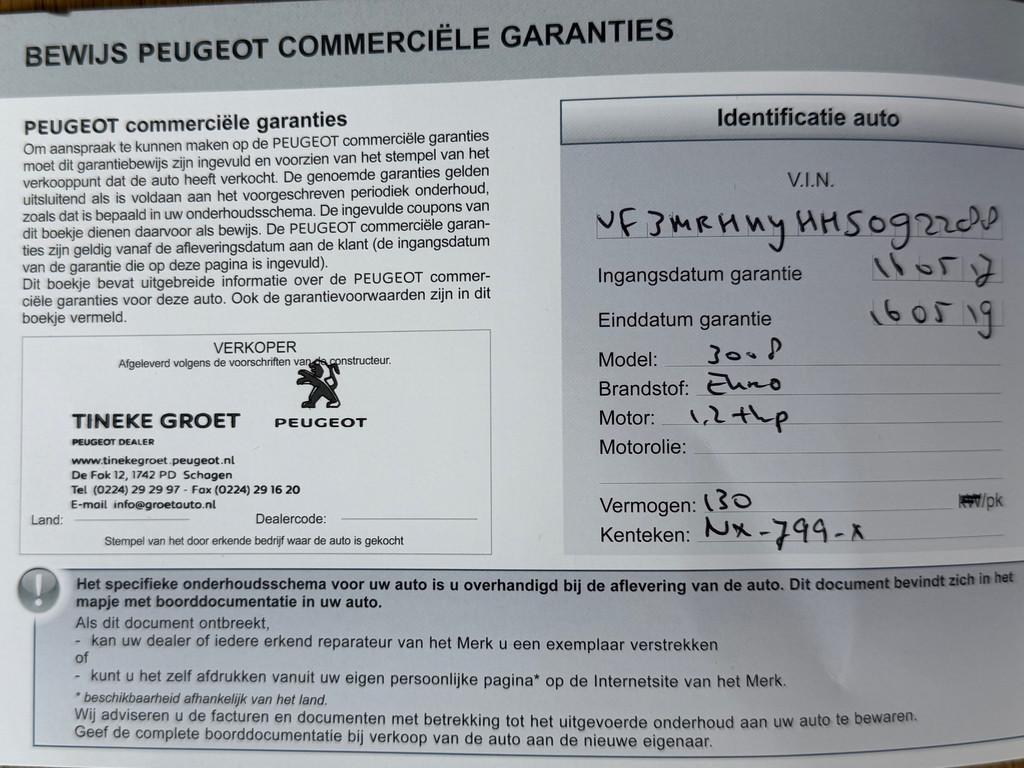 BEWIJS PEUGEOT COMMERCIËLE GARANTIES
PEUGEOT commerciële garanties
Om aanspraak te kunnen maken op de PEUGEOT commerciële garanties
moet dit garantiebewijs zijn ingevuld en voorzien van het stempel van het
verkooppunt dat de auto heeft verkocht. De genoemde garanties gelden
uitsluitend als is voldaan aan het voorgeschreven periodiek onderhoud,
zoals dat is bepaald in uw onderhoudsschema. De ingevulde coupons van
dit boekje dienen daarvoor als bewijs. De PEUGEOT commerciële garan-
ties zijn geldig vanaf de afleveringsdatum aan de klant (de ingangsdatum
van de garantie die op deze pagina is ingevuld).
Dit boekje bevat uitgebreide informatie over de PEUGEOT commer-
ciële garanties voor deze auto. Ook de garantievoorwaarden zijn in dit
boekje vermeld.
VERKOPER
Afgeleverd volgens de voorschriften van de constructeur.
TINEKE GROET
PEUGEOT
PEUGEOT DEALER
www.tinekegroet.peugeot.nl
De Fok 12, 1742 PD Schagen
Tel (0224) 29 29 97 - Fax (0224) 29 16 20
E-mail info@groetauto.nl
Land:
Dealercode:
Stempel van het door erkende bedrijf waar de auto is gekocht
Identificatie auto
V.I.N.
VF3MRHNYHHS092208
Ingangsdatum garantie 05 17
Einddatum garantie 16 05 19
Model: 3008
Brandstof: Euro
Motor: 1,2 thp
Motorolie:
Vermogen: 130 kW/pk
Kenteken: NX-799-X
Het specifieke onderhoudsschema voor uw auto is u overhandigd bij de aflevering van de auto. Dit document bevindt zich in het
mapje met boorddocumentatie in uw auto.
Als dit document ontbreekt,
- kan uw dealer of iedere erkend reparateur van het Merk u een exemplaar verstrekken
of
- kunt u het zelf afdrukken vanuit uw eigen persoonlijke pagina* op de Internetsite van het Merk.
* beschikbaarheid afhankelijk van het land.
Wij adviseren u de facturen en documenten met betrekking tot het uitgevoerde onderhoud aan uw auto te bewaren.
Geef de complete boorddocumentatie bij verkoop van de auto aan de nieuwe eigenaar.